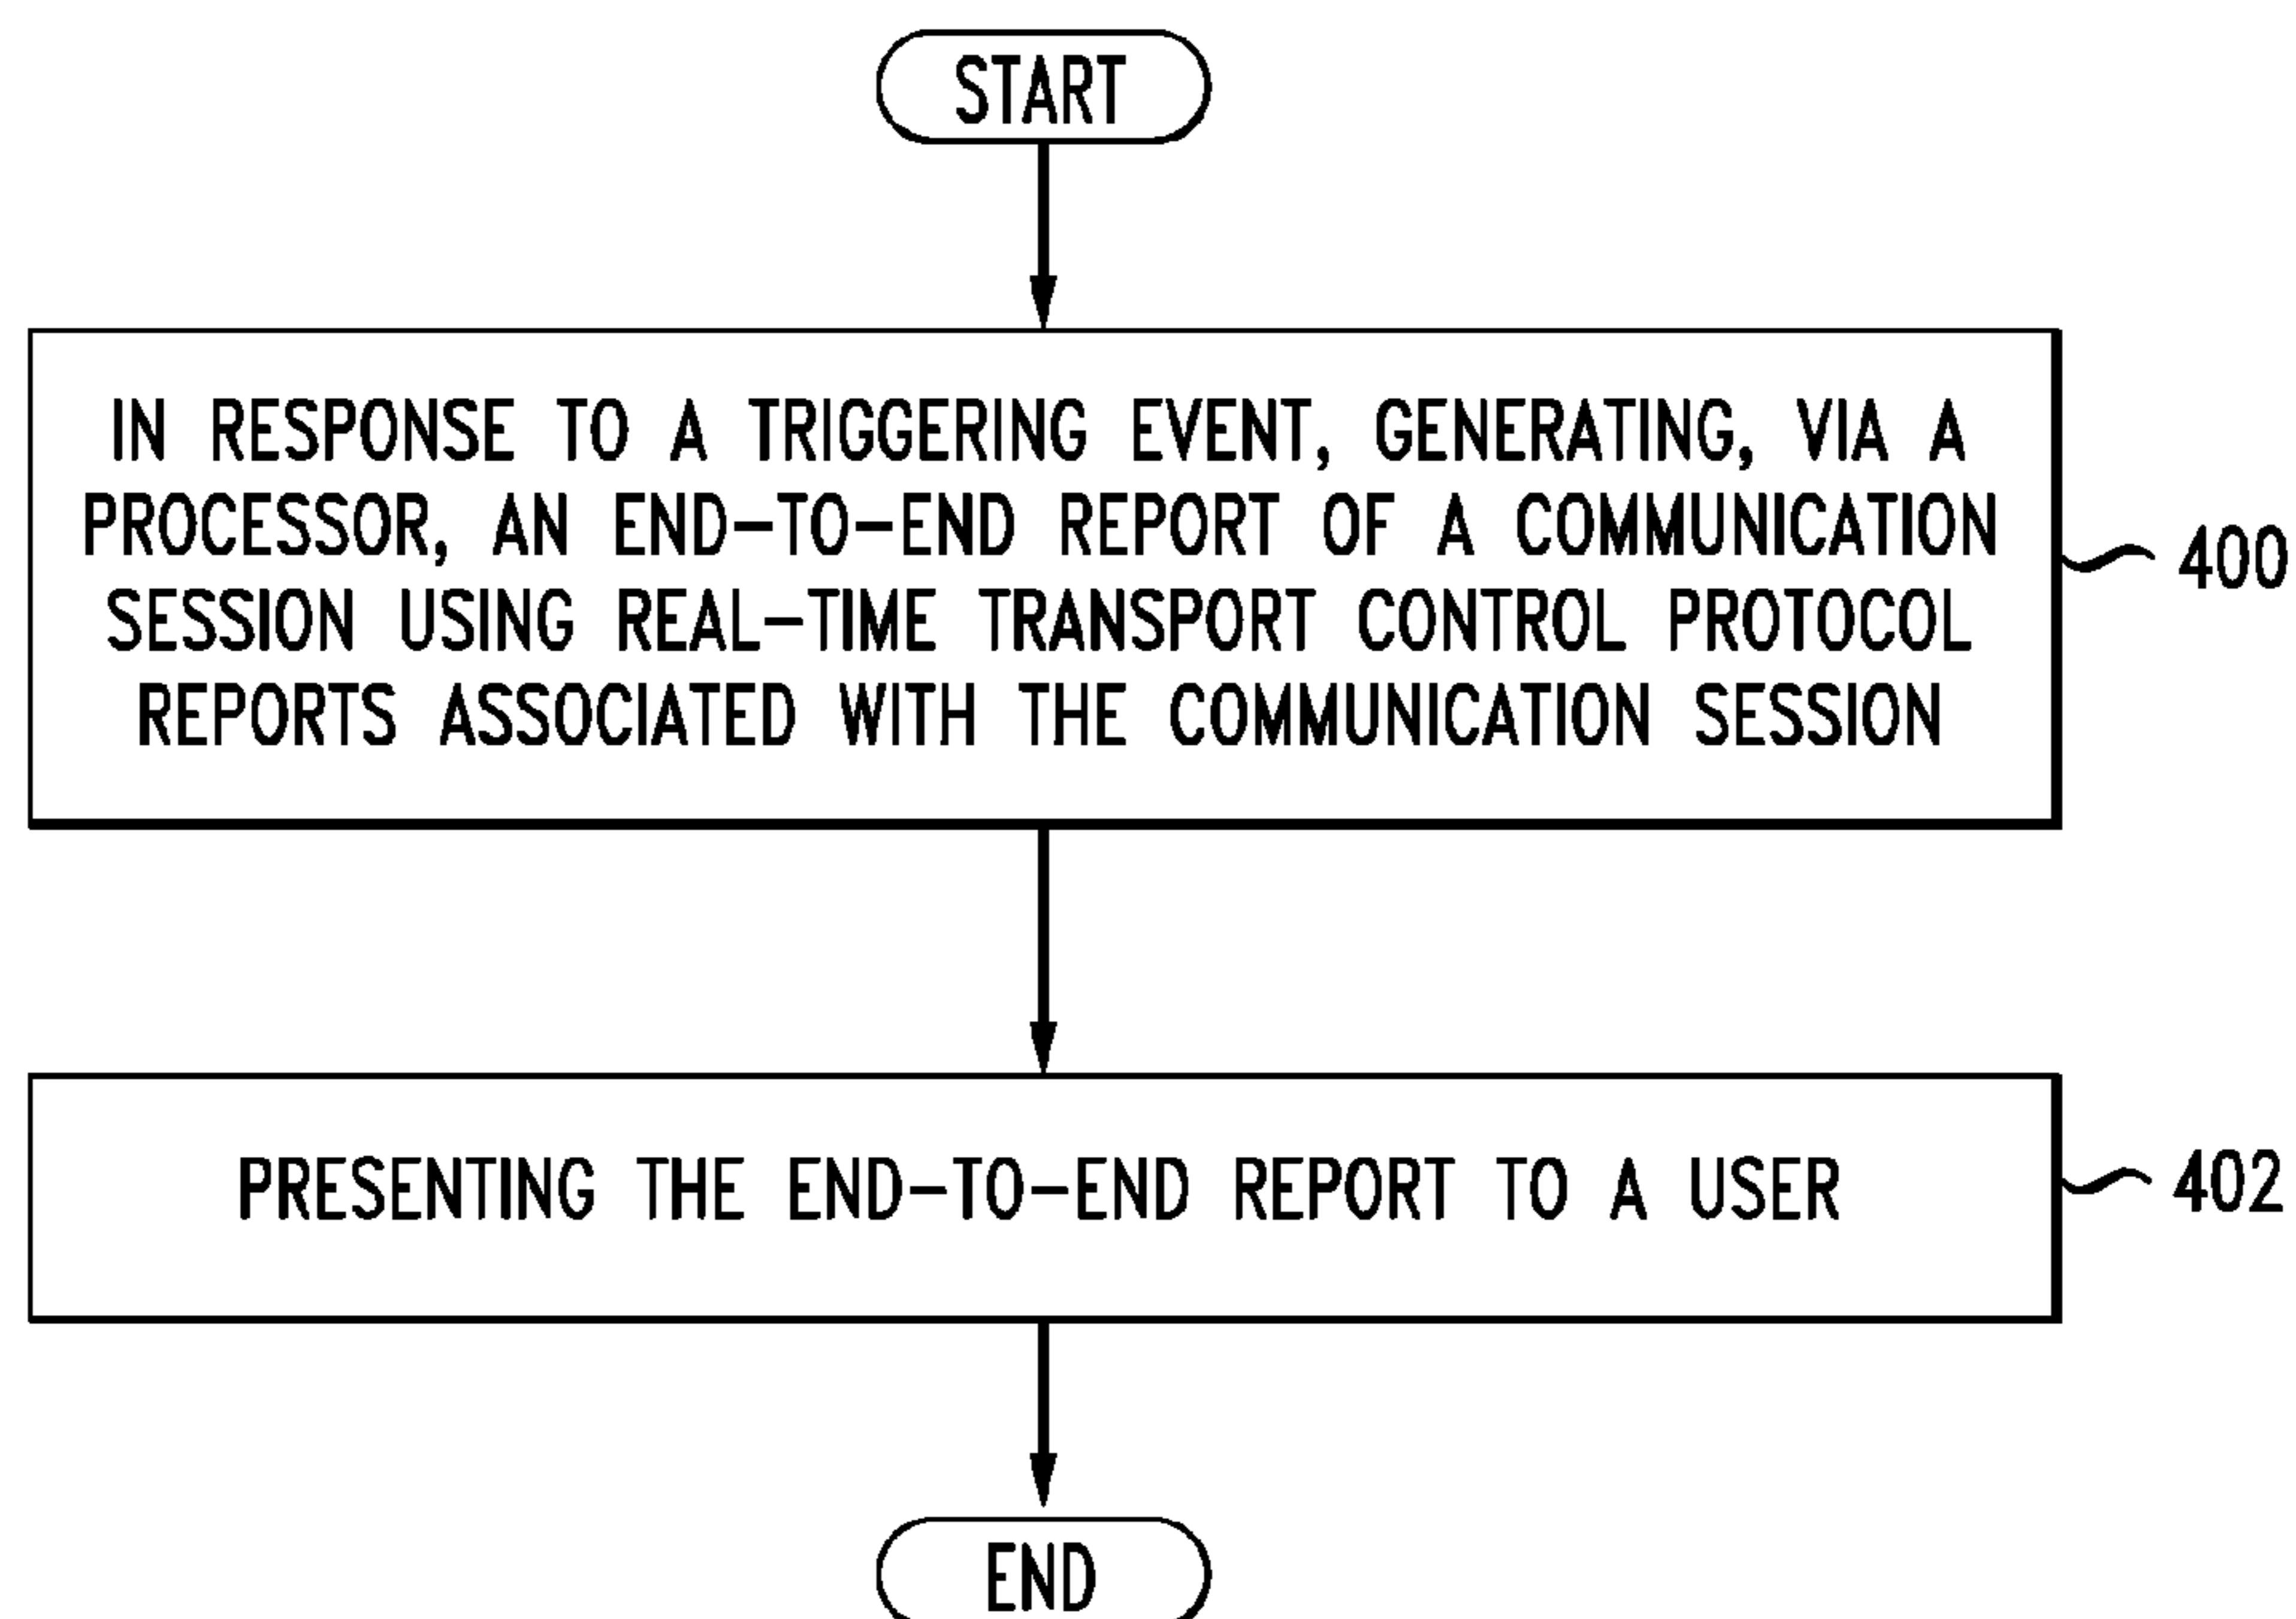 START
IN RESPONSE TO A TRIGGERING EVENT, GENERATING, VIA A
PROCESSOR, AN END-TO-END REPORT OF A COMMUNICATION
SESSION USING REAL-TIME TRANSPORT CONTROL PROTOCOL
REPORTS ASSOCIATED WITH THE COMMUNICATION SESSION
400
PRESENTING THE END-TO-END REPORT TO A USER
402
END